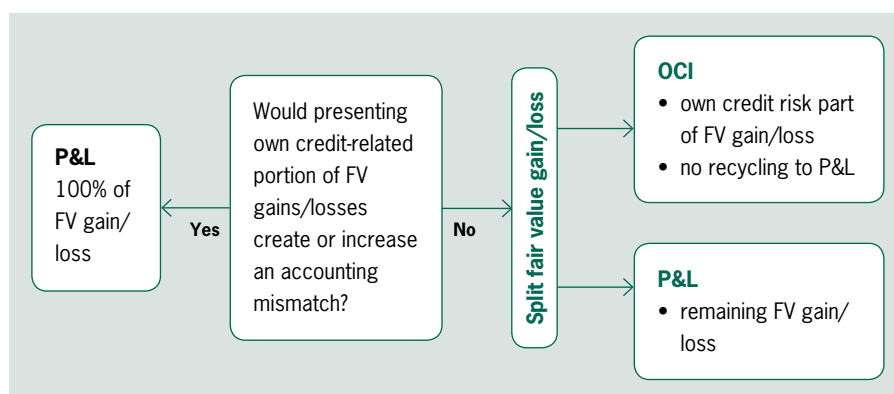 P&L
100% of
FV gain/
loss
Yes
Would presenting
own credit-related
portion of FV
gains/losses
create or increase
an accounting
mismatch?
No
Split fair value gain/loss
OCI
• own credit risk part
of FV gain/loss
• no recycling to P&L
P&L
• remaining FV gain/
loss